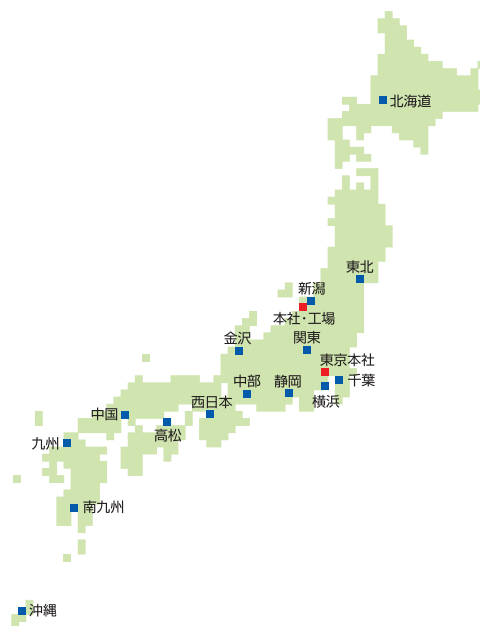 北海道
東北
新潟
本社・工場
金沢
関東
東京本社
中部
静岡
千葉
西日本
横浜
中国
高松
九州
南九州
沖縄